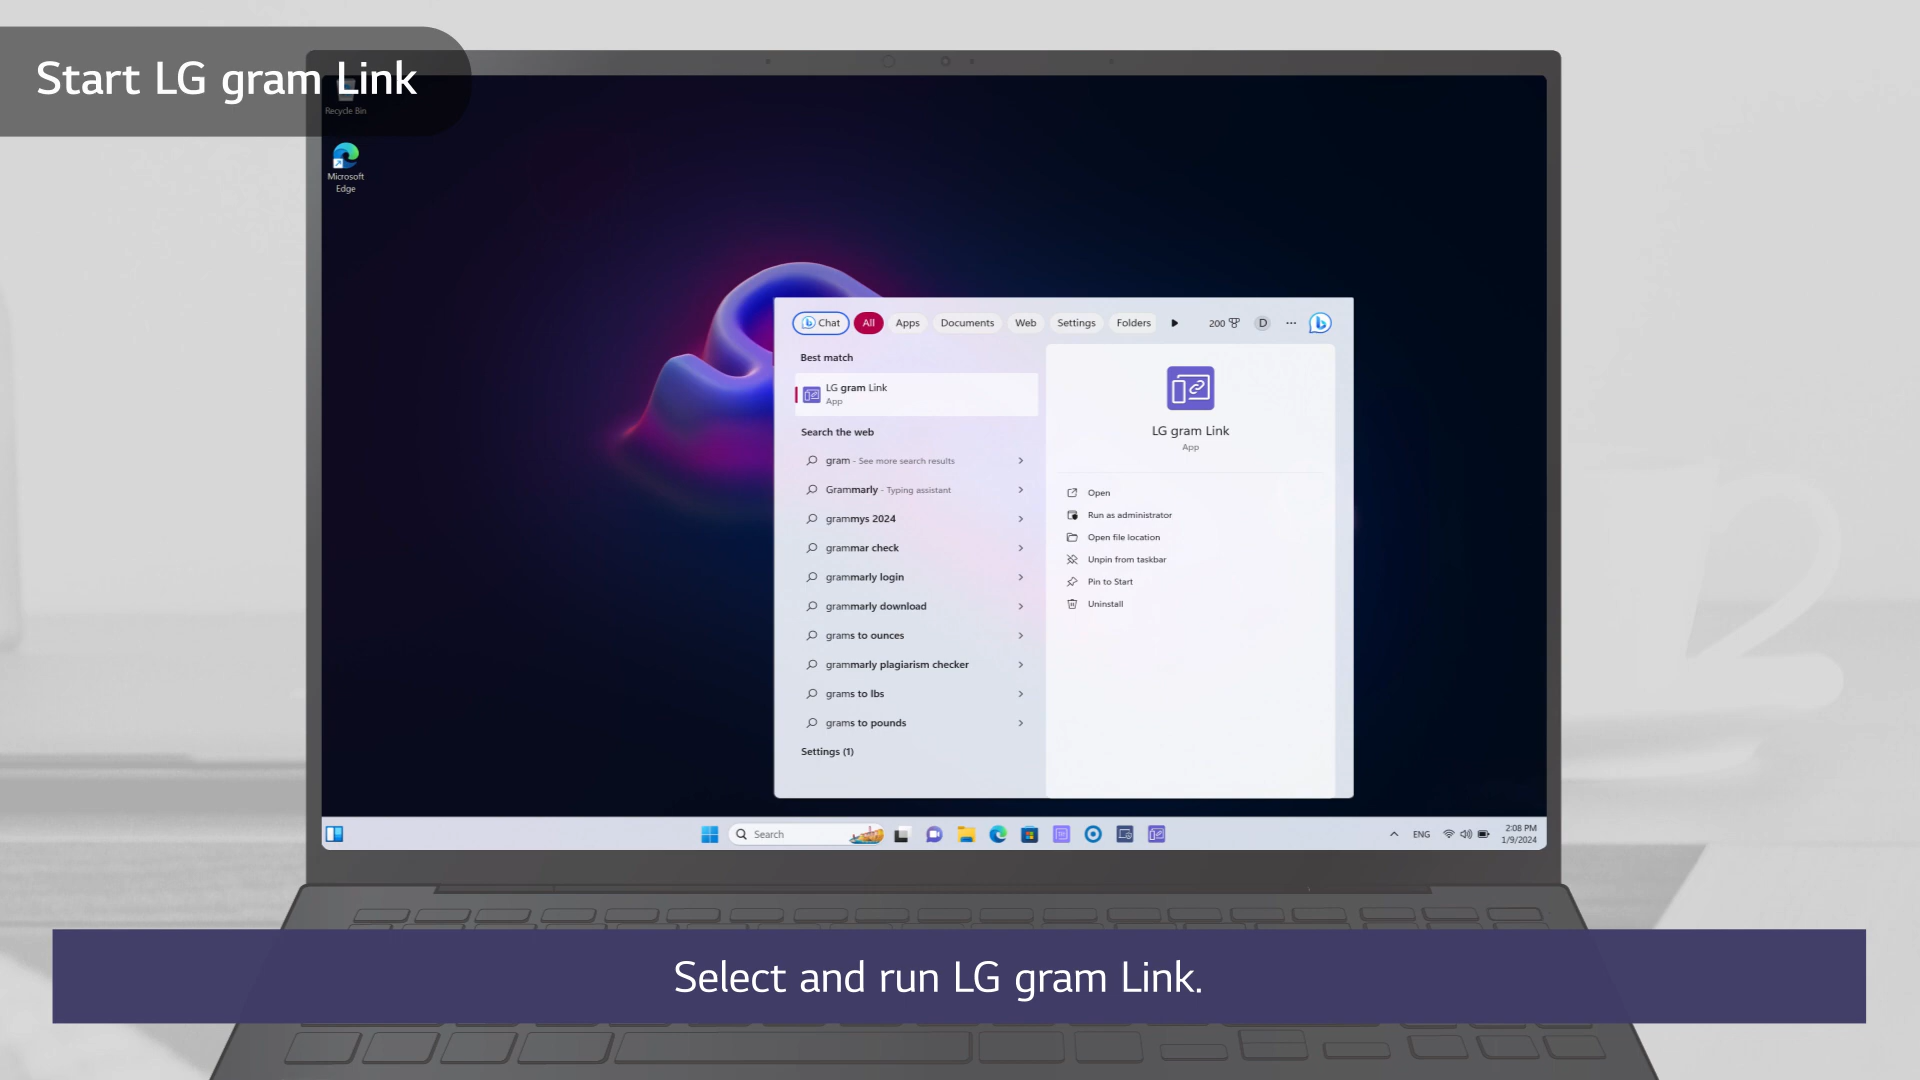 Start LG gram Link
Recycle Bin
Microsoft
Edge
Chat All Apps Documents Web Settings Folders 200 D
Best match
LG gram Link
App
Search the web
gram - See more search results
Grammarly - Typing assistant
grammys 2024
grammar check
grammarly login
grammarly download
grams to ounces
grammarly plagiarism checker
grams to lbs
grams to pounds
Settings (1)
LG gram Link
App
Open
Run as administrator
Open file location
Unpin from taskbar
Pin to Start
Uninstall
Search
ENG
2:08 PM
1/9/2024
Select and run LG gram Link.